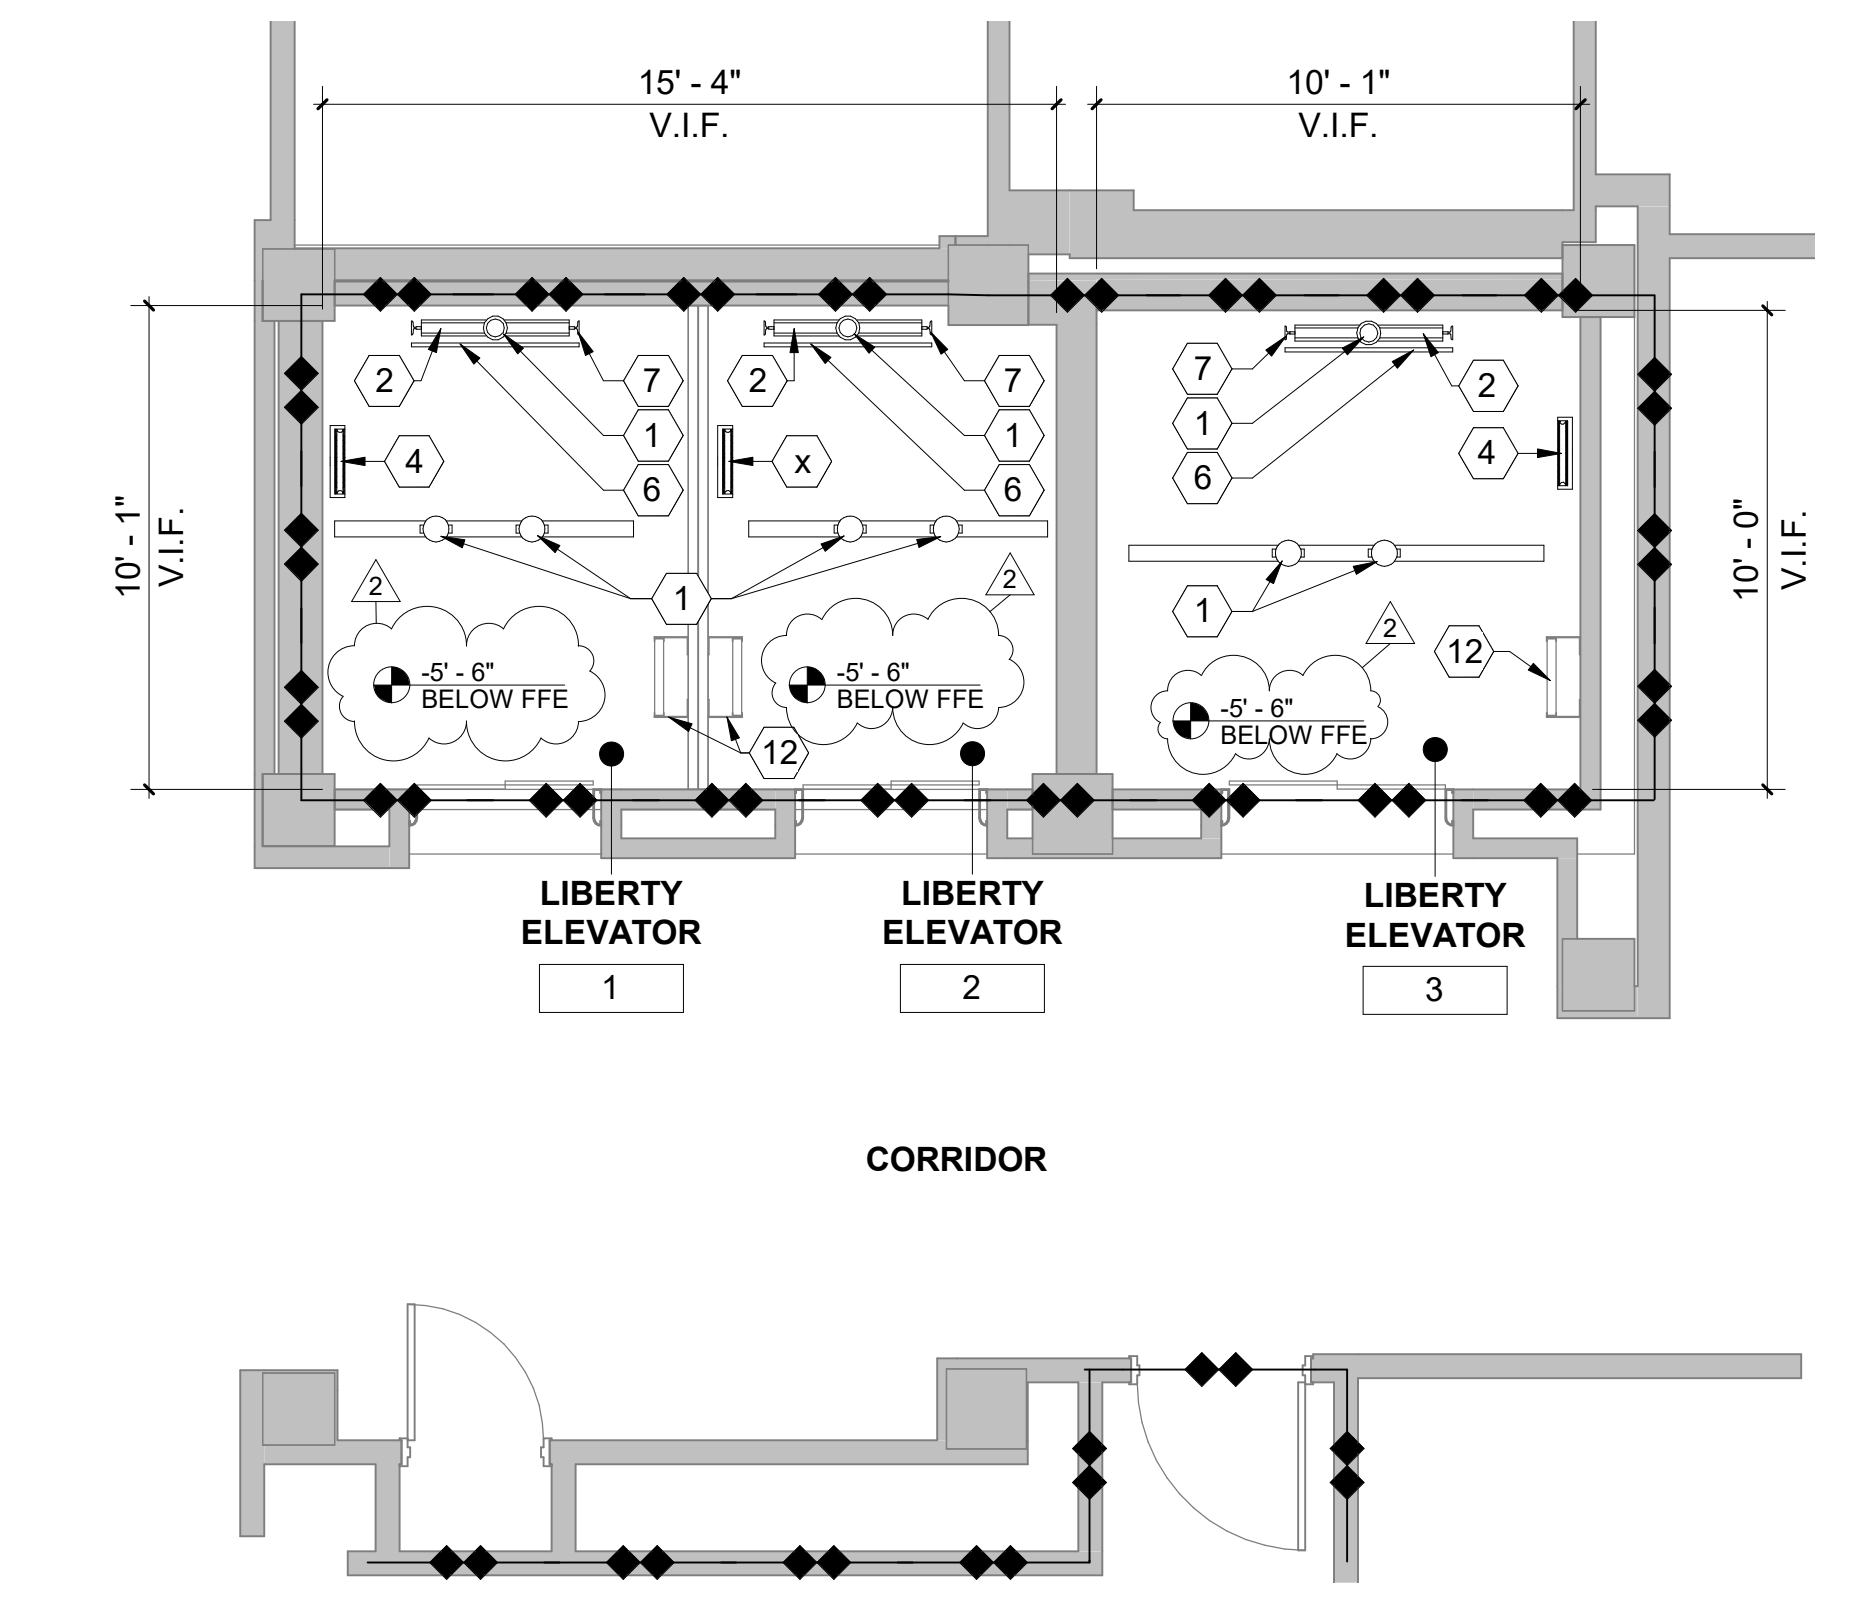 15' - 4"
V.I.F.
10' - 1"
V.I.F.
2
7
1
6
4
2
7
1
6
x
7
1
6
2
4
10' - 1"
V.I.F.
10' - 0"
V.I.F.
2
2
1
1
2
12
-5' - 6"
BELOW FFE
-5' - 6"
BELOW FFE
-5' - 6"
BELOW FFE
12
LIBERTY
ELEVATOR
1
LIBERTY
ELEVATOR
2
LIBERTY
ELEVATOR
3
CORRIDOR